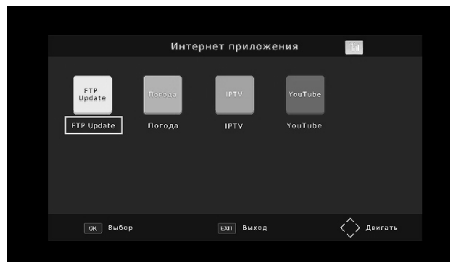 Интернет приложения
FTP
Update
Погода
IPTV
YouTube
FTP Update
Погода
IPTV
YouTube
OK Выбор
EXIT Выход
Двигать